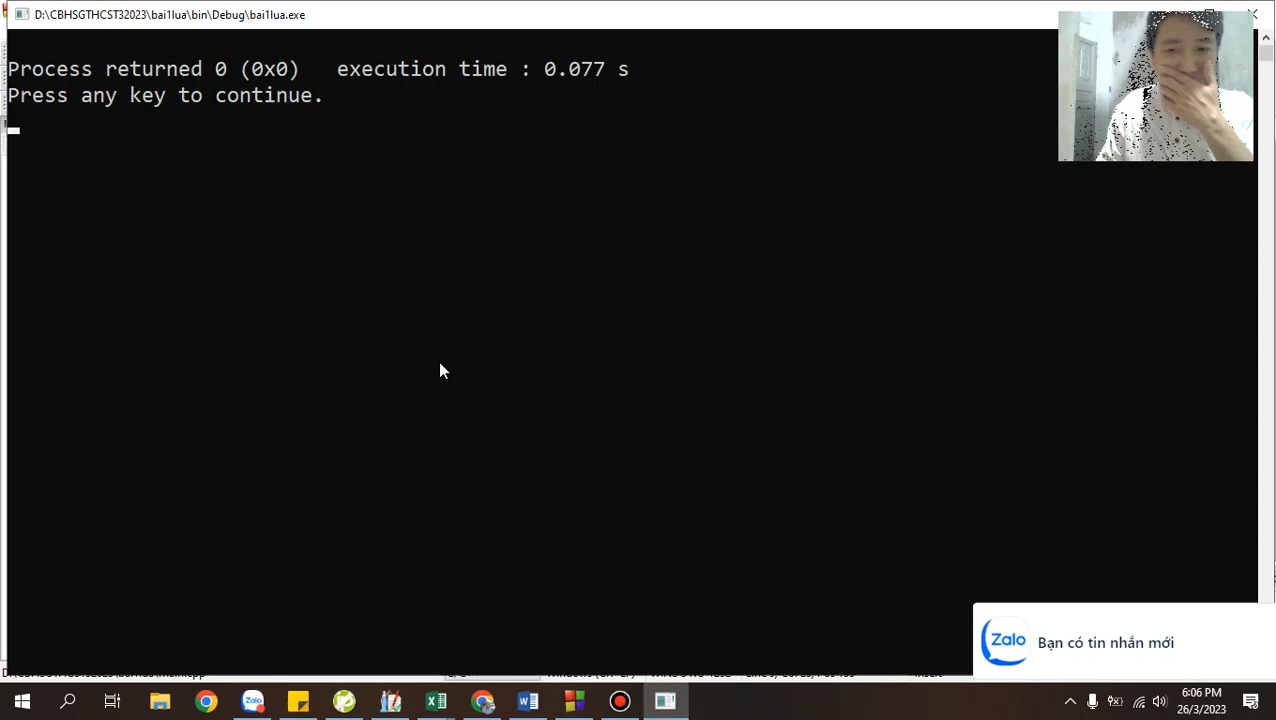 D:\CBHSGTHCST32023\bai1lua\bin\Debug\bai1lua.exe
Process returned 0 (0x0)   execution time : 0.077 s
Press any key to continue.
Zalo
Bạn có tin nhắn mới
Zalo
6:06 PM
26/3/2023